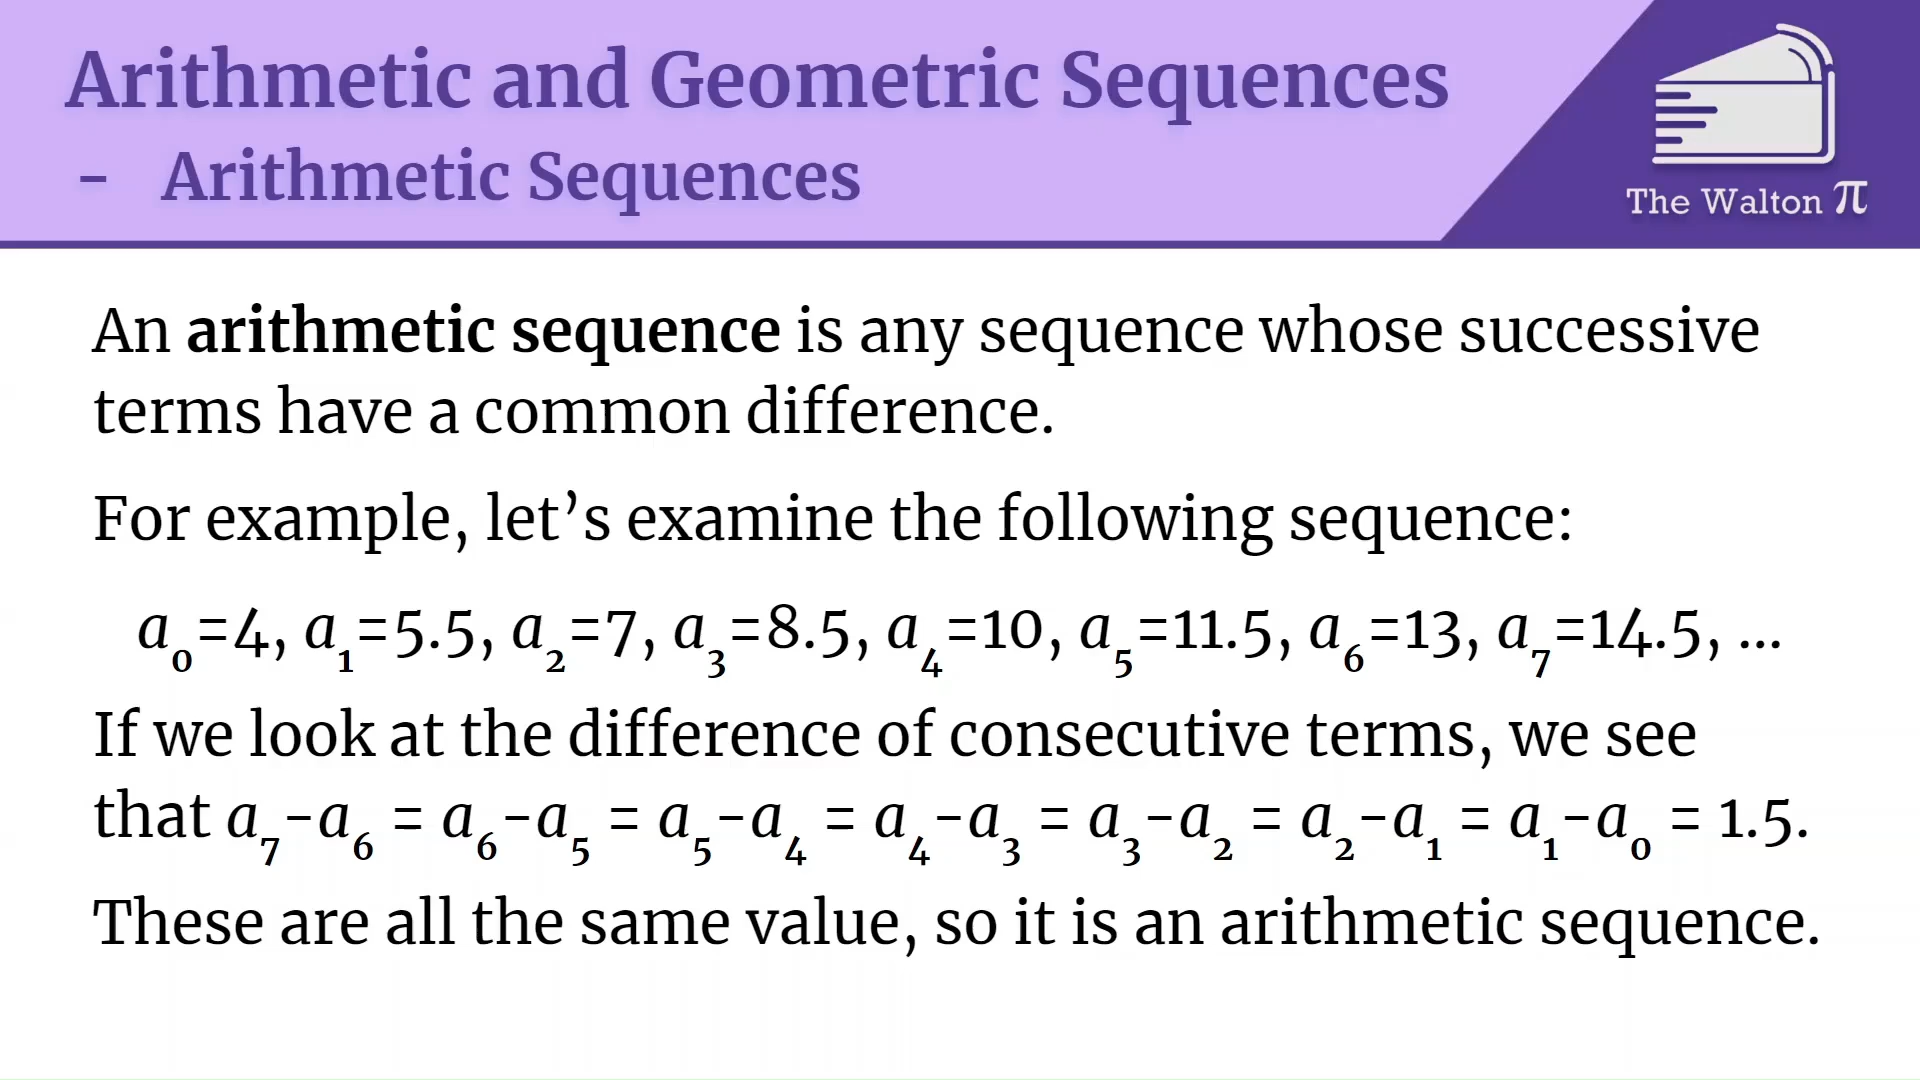 Arithmetic and Geometric Sequences
- Arithmetic Sequences
The Walton π
An arithmetic sequence is any sequence whose successive
terms have a common difference.
For example, let’s examine the following sequence:
a₀=4, a₁=5.5, a₂=7, a₃=8.5, a₄=10, a₅=11.5, a₆=13, a₇=14.5, ...
If we look at the difference of consecutive terms, we see
that a₇-a₆ = a₆-a₅ = a₅-a₄ = a₄-a₃ = a₃-a₂ = a₂-a₁ = a₁-a₀ = 1.5.
These are all the same value, so it is an arithmetic sequence.